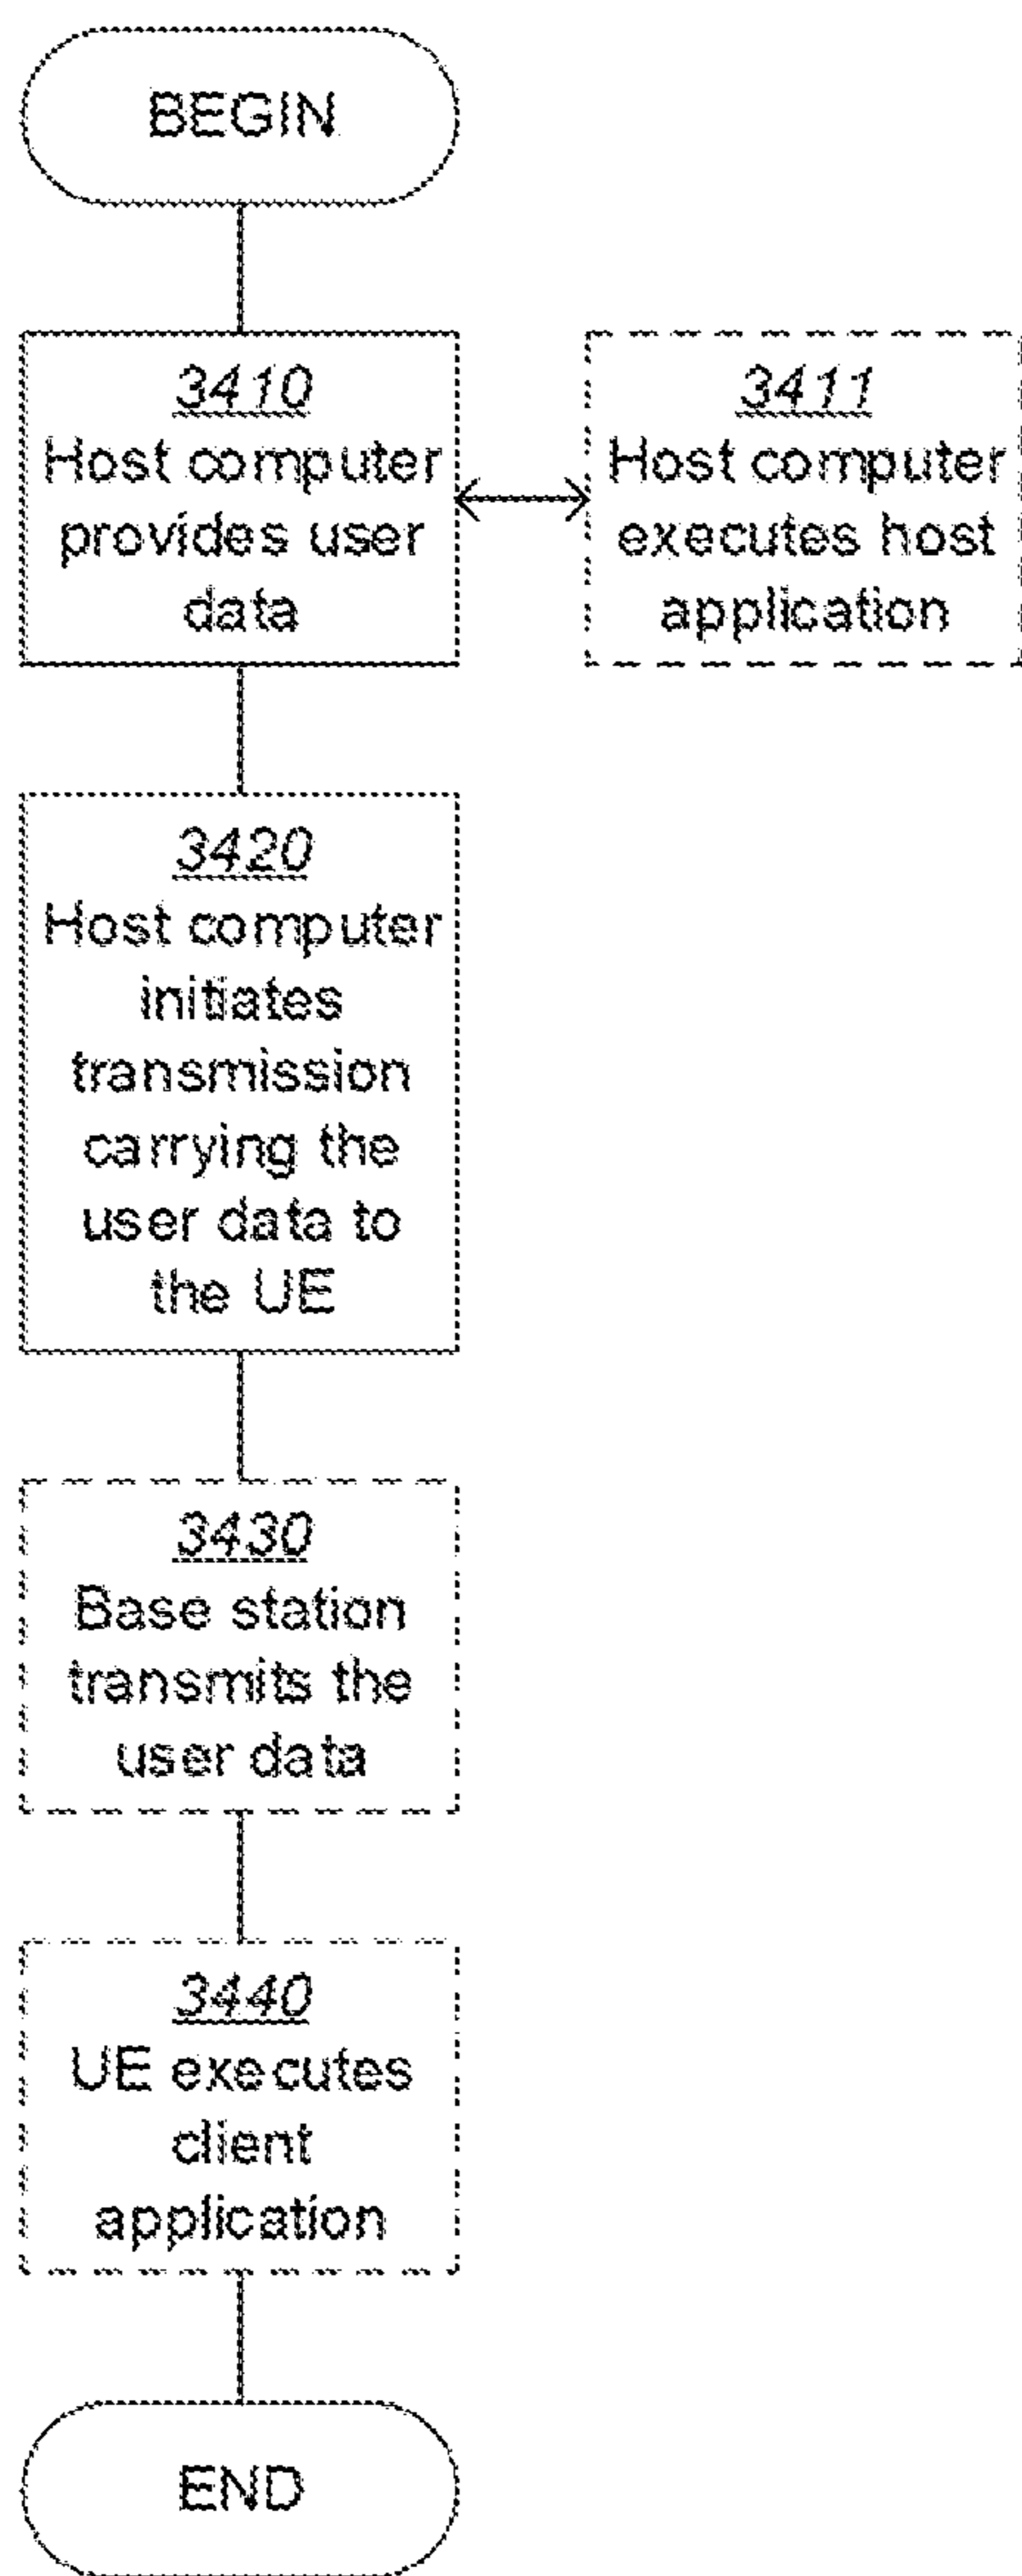 BEGIN
3410
Host computer
provides user
data
3411
Host computer
executes host
application
3420
Host computer
initiates
transmission
carrying the
user data to
the UE
3430
Base station
transmits the
user data
3440
UE executes
client
application
END